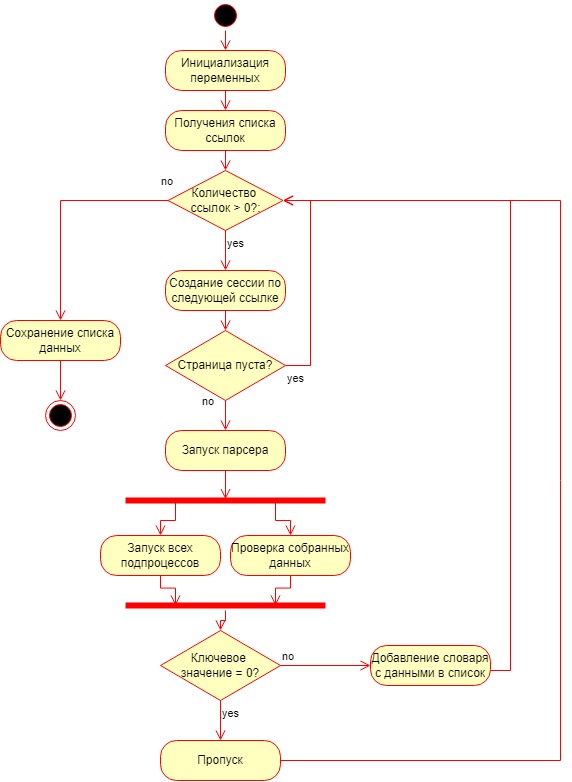 Инициализация
переменных
Получения списка
ссылок
no
Количество
ссылок > 0?:
yes
Создание сессии по
следующей ссылке
Сохранение списка
данных
Страница пуста?
yes
no
Запуск парсера
Запуск всех
подпроцессов
Проверка собранных
данных
Ключевое
значение = 0?
no
Добавление словаря
с данными в список
yes
Пропуск